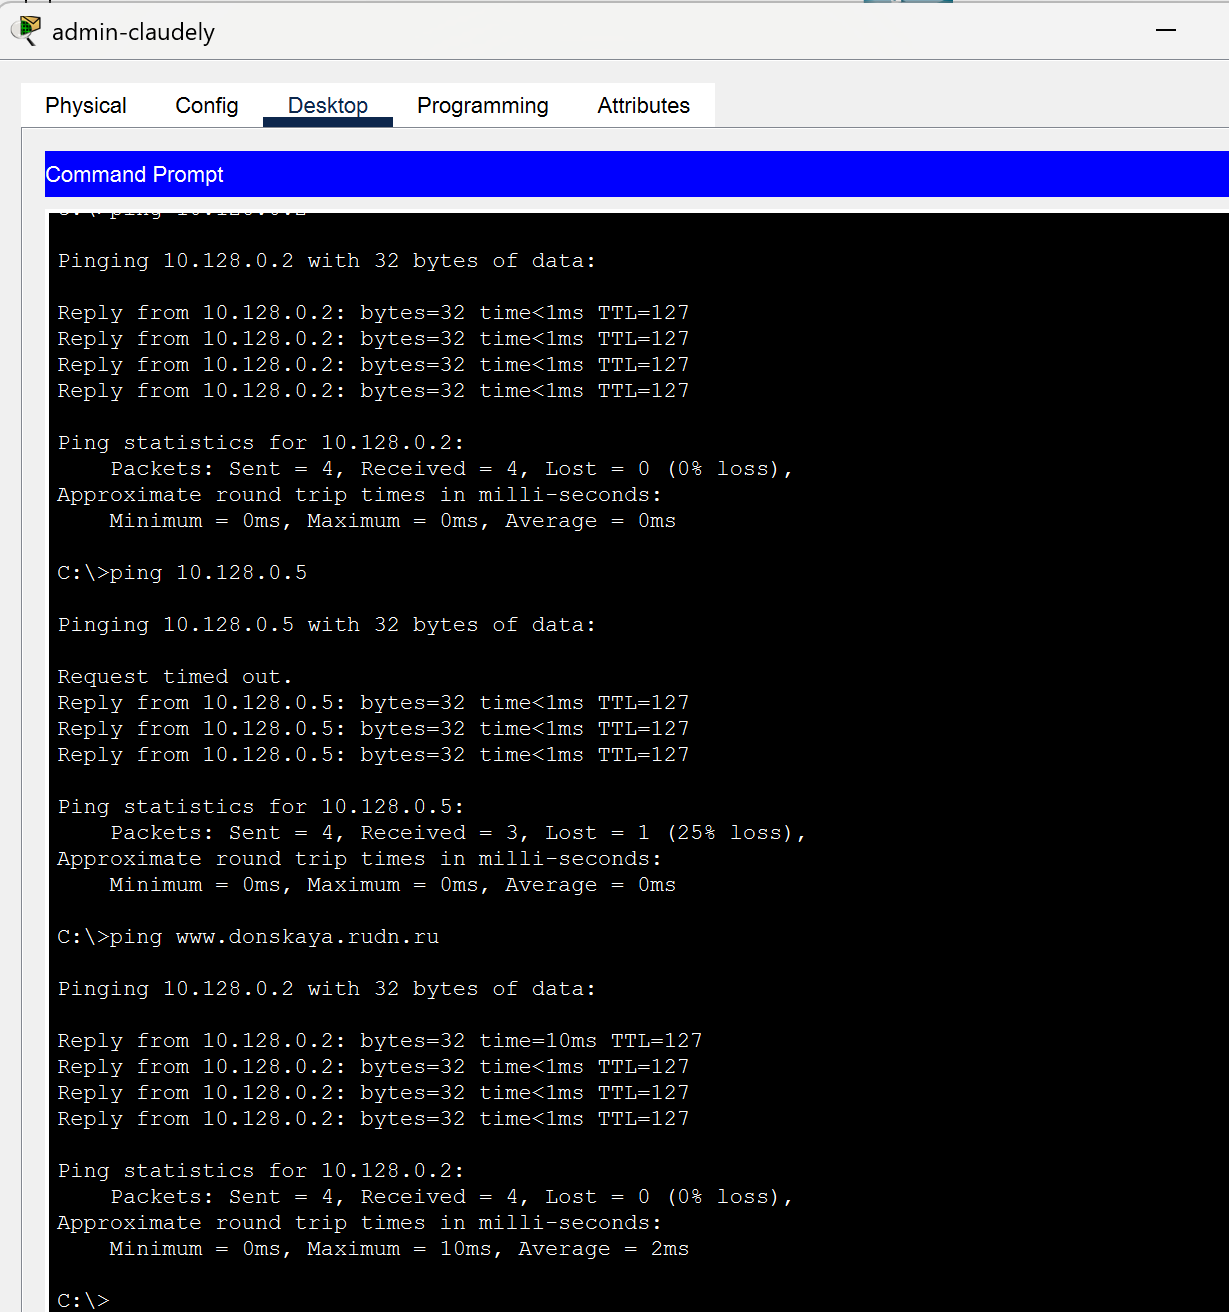 admin-claudely
Physical Config Desktop Programming Attributes
Command Prompt
C:\>ping 10.128.0.2
Pinging 10.128.0.2 with 32 bytes of data:
Reply from 10.128.0.2: bytes=32 time<1ms TTL=127
Reply from 10.128.0.2: bytes=32 time<1ms TTL=127
Reply from 10.128.0.2: bytes=32 time<1ms TTL=127
Reply from 10.128.0.2: bytes=32 time<1ms TTL=127
Ping statistics for 10.128.0.2:
Packets: Sent = 4, Received = 4, Lost = 0 (0% loss),
Approximate round trip times in milli-seconds:
Minimum = 0ms, Maximum = 0ms, Average = 0ms
C:\>ping 10.128.0.5
Pinging 10.128.0.5 with 32 bytes of data:
Request timed out.
Reply from 10.128.0.5: bytes=32 time<1ms TTL=127
Reply from 10.128.0.5: bytes=32 time<1ms TTL=127
Reply from 10.128.0.5: bytes=32 time<1ms TTL=127
Ping statistics for 10.128.0.5:
Packets: Sent = 4, Received = 3, Lost = 1 (25% loss),
Approximate round trip times in milli-seconds:
Minimum = 0ms, Maximum = 0ms, Average = 0ms
C:\>ping www.donskaya.rudn.ru
Pinging 10.128.0.2 with 32 bytes of data:
Reply from 10.128.0.2: bytes=32 time=10ms TTL=127
Reply from 10.128.0.2: bytes=32 time<1ms TTL=127
Reply from 10.128.0.2: bytes=32 time<1ms TTL=127
Reply from 10.128.0.2: bytes=32 time<1ms TTL=127
Ping statistics for 10.128.0.2:
Packets: Sent = 4, Received = 4, Lost = 0 (0% loss),
Approximate round trip times in milli-seconds:
Minimum = 0ms, Maximum = 10ms, Average = 2ms
C:\>